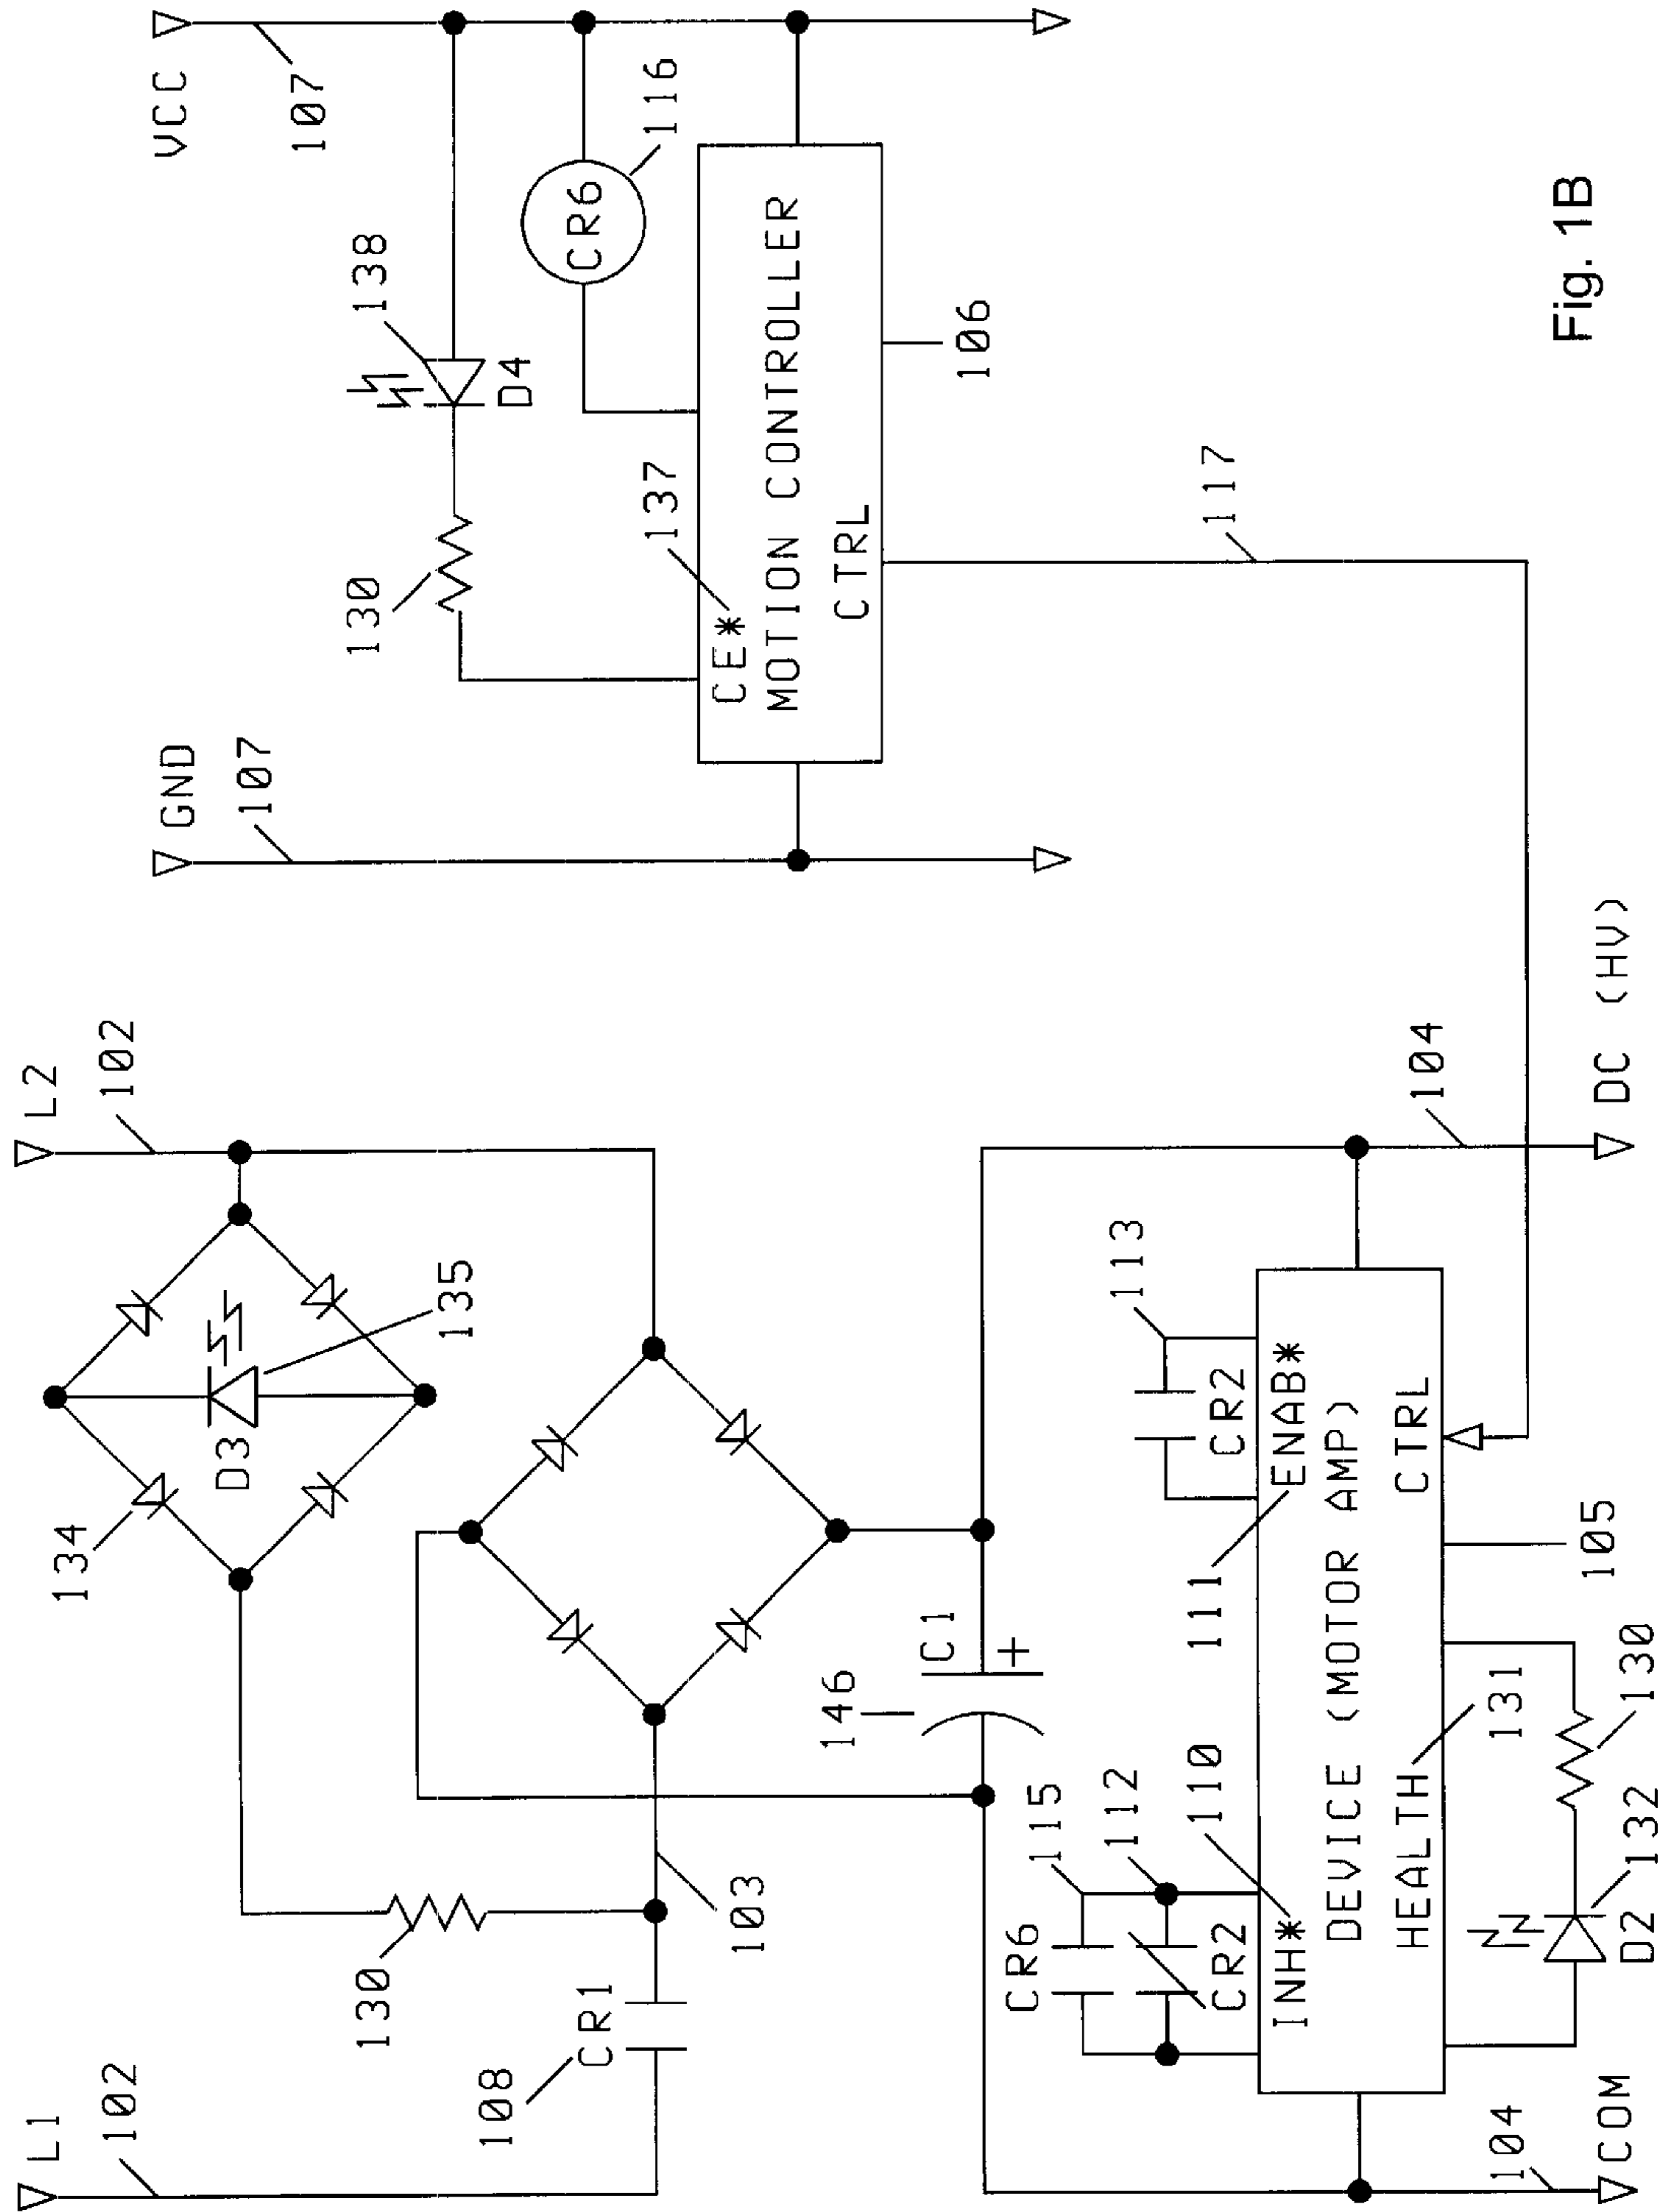 L1
102
L2
102
134
D3
135
130
108
CR1
103
146
C1
+
115
112
110
CR6
CR2
INH*
113
CR2
111
ENAB*
DEVICE (MOTOR AMP)
HEALTH
CTRL
131
105
D2
132
130
104
COM
104
DC (HV)
GND
107
VCC
107
138
130
D4
137
CR6
116
CE*
MOTION CONTROLLER
CTRL
106
117
Fig. 1B